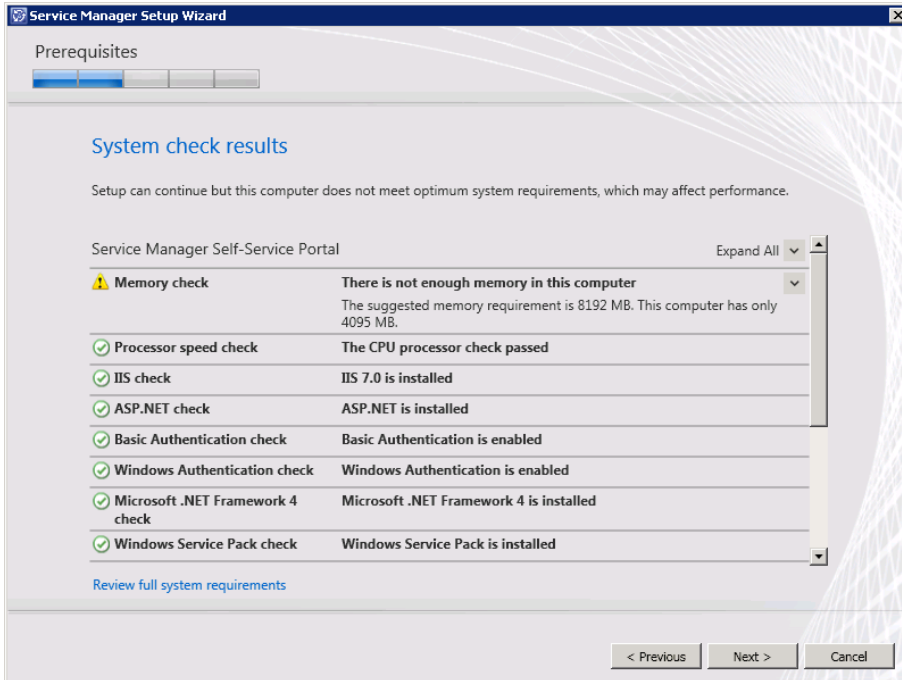 Service Manager Setup Wizard
Prerequisites
System check results
Setup can continue but this computer does not meet optimum system requirements, which may affect performance.
Service Manager Self-Service Portal Expand All
Memory check There is not enough memory in this computer
The suggested memory requirement is 8192 MB. This computer has only
4095 MB.
Processor speed check The CPU processor check passed
IIS check IIS 7.0 is installed
ASP.NET check ASP.NET is installed
Basic Authentication check Basic Authentication is enabled
Windows Authentication check Windows Authentication is enabled
Microsoft .NET Framework 4 Microsoft .NET Framework 4 is installed
check
Windows Service Pack check Windows Service Pack is installed
Review full system requirements
< Previous Next > Cancel